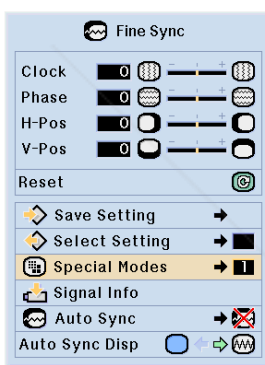 Fine Sync
Clock 0
Phase 0
H-Pos 0
V-Pos 0
Reset
Save Setting
Select Setting
Special Modes 1
Signal Info
Auto Sync
Auto Sync Disp